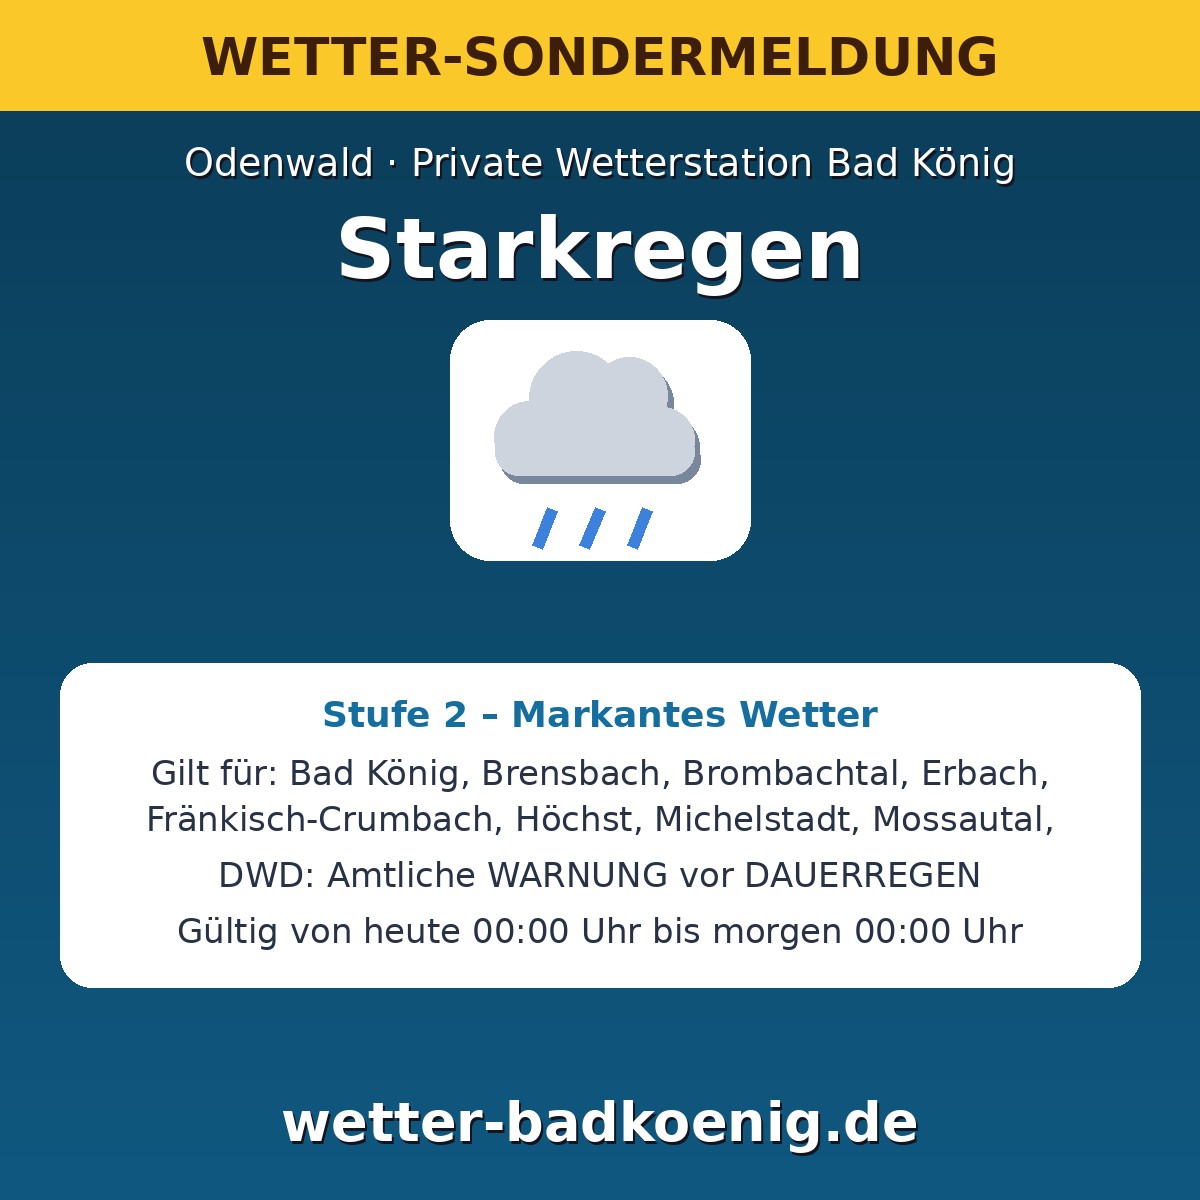 WETTER-SONDERMELDUNG
Odenwald · Private Wetterstation Bad König
Starkregen
Stufe 2 – Markantes Wetter
Gilt für: Bad König, Brensbach, Brombachtal, Erbach,
Fränkisch-Crumbach, Höchst, Michelstadt, Mossautal,
DWD: Amtliche WARNUNG vor DAUERREGEN
Gültig von heute 00:00 Uhr bis morgen 00:00 Uhr
wetter-badkoenig.de